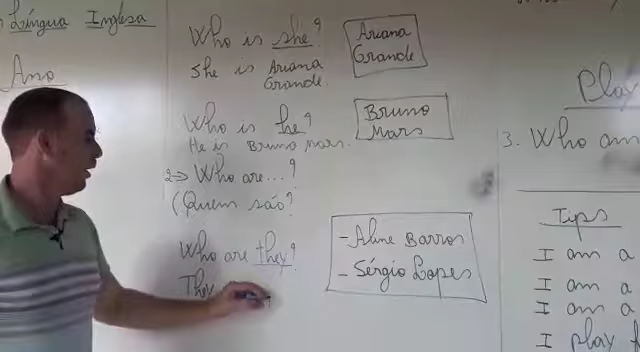 Língua Inglesa
Ano
Who is she?
She is Ariana
Grande.
Ariana
Grande
Who is he?
He is Bruno Mars.
Bruno
Mars
2⇒ Who are...?
(Quem são?
Who are they?
They
- Aline Barros
- Sérgio Lopes
Play
3. Who am
Tips
I am a
I am a
I am a
I play